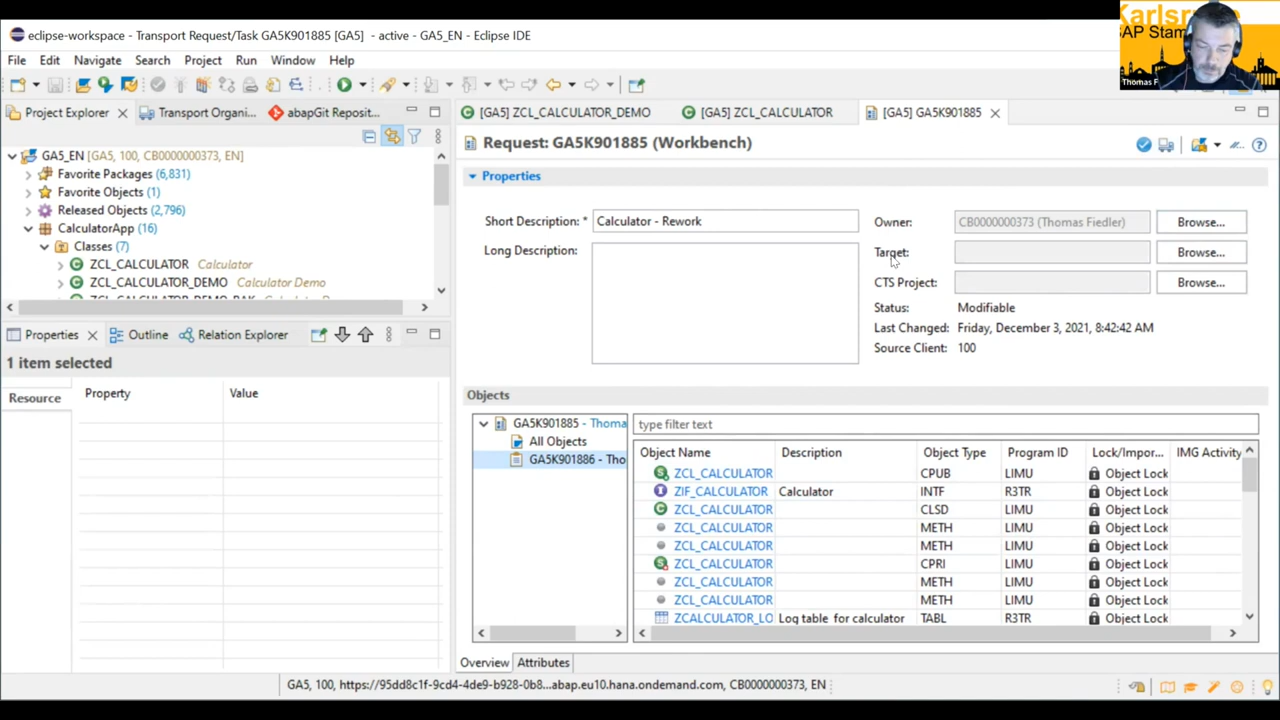 Karlsruhe
SAP Stam
Thomas F
eclipse-workspace - Transport Request/Task GA5K901885 [GA5] - active - GA5_EN - Eclipse IDE
File Edit Navigate Search Project Run Window Help
Project Explorer Transport Organi... abapGit Reposit...
[GA5] ZCL_CALCULATOR_DEMO [GA5] ZCL_CALCULATOR [GA5] GA5K901885
GA5_EN [GA5, 100, CB0000000373, EN]
Favorite Packages (6,831)
Favorite Objects (1)
Released Objects (2,796)
CalculatorApp (16)
Classes (7)
ZCL_CALCULATOR Calculator
ZCL_CALCULATOR_DEMO Calculator Demo
Properties Outline Relation Explorer
1 item selected
Resource
Property Value
Request: GA5K901885 (Workbench)
Properties
Short Description: * Calculator - Rework
Long Description:
Owner: CB0000000373 (Thomas Fiedler) Browse...
Target: Browse...
CTS Project: Browse...
Status: Modifiable
Last Changed: Friday, December 3, 2021, 8:42:42 AM
Source Client: 100
Objects
GA5K901885 - Thoma
All Objects
GA5K901886 - Tho
type filter text
Object Name Description Object Type Program ID Lock/Impor... IMG Activity
ZCL_CALCULATOR CPUB LIMU Object Lock
ZIF_CALCULATOR Calculator INTF R3TR Object Lock
ZCL_CALCULATOR CLSD LIMU Object Lock
ZCL_CALCULATOR METH LIMU Object Lock
ZCL_CALCULATOR METH LIMU Object Lock
ZCL_CALCULATOR CPRI LIMU Object Lock
ZCL_CALCULATOR METH LIMU Object Lock
ZCL_CALCULATOR METH LIMU Object Lock
ZCALCULATOR_LO Log table for calculator TABL R3TR Object Lock
Overview Attributes
GA5, 100, https://95dd8c1f-9cd4-4de9-b928-0b8...abap.eu10.hana.ondemand.com, CB0000000373, EN